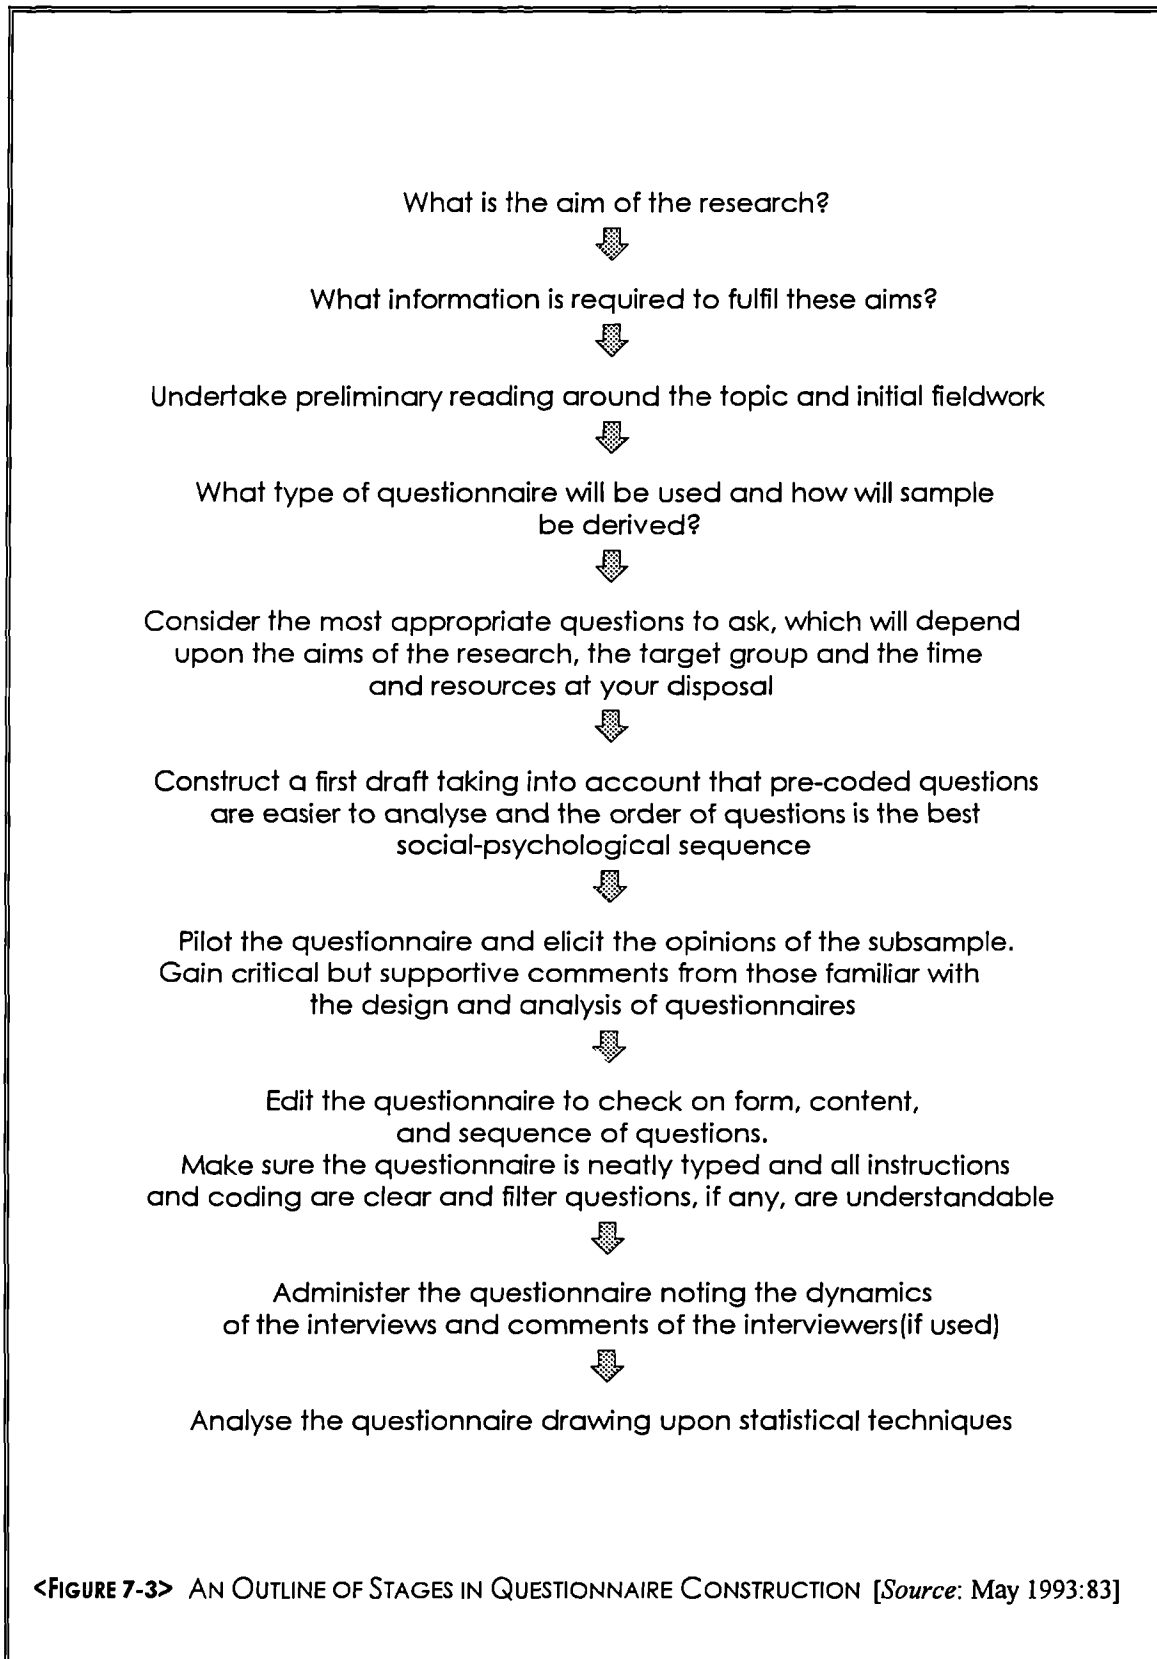 What is the aim of the research?
What information is required to fulfil these aims?
Undertake preliminary reading around the topic and initial fieldwork
What type of questionnaire will be used and how will sample
be derived?
Consider the most appropriate questions to ask, which will depend
upon the aims of the research, the target group and the time
and resources at your disposal
Construct a first draft taking into account that pre-coded questions
are easier to analyse and the order of questions is the best
social-psychological sequence
Pilot the questionnaire and elicit the opinions of the subsample.
Gain critical but supportive comments from those familiar with
the design and analysis of questionnaires
Edit the questionnaire to check on form, content,
and sequence of questions.
Make sure the questionnaire is neatly typed and all instructions
and coding are clear and filter questions, if any, are understandable
Administer the questionnaire noting the dynamics
of the interviews and comments of the interviewers(if used)
Analyse the questionnaire drawing upon statistical techniques
<FIGURE 7-3> AN OUTLINE OF STAGES IN QUESTIONNAIRE CONSTRUCTION [Source: May 1993:83]